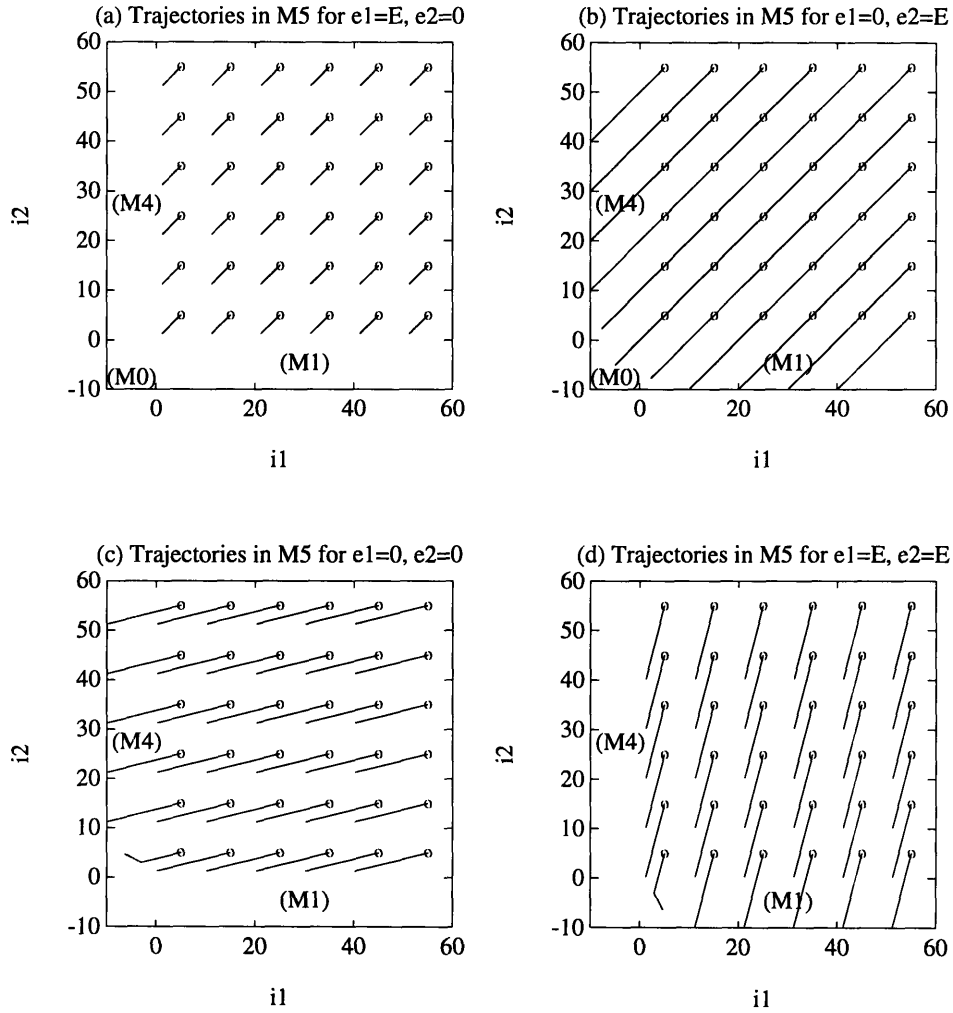 (a) Trajectories in M5 for e1=E, e2=0
60
50
40
30
20
10
0
-10
i2
(M4)
(M1)
(M0)
0 20 40 60
i1
(b) Trajectories in M5 for e1=0, e2=E
60
50
40
30
20
10
0
-10
i2
(M4)
(M1)
(M0)
0 20 40 60
i1
(c) Trajectories in M5 for e1=0, e2=0
60
50
40
30
20
10
0
-10
i2
(M4)
(M1)
0 20 40 60
i1
(d) Trajectories in M5 for e1=E, e2=E
60
50
40
30
20
10
0
-10
i2
(M4)
(M1)
0 20 40 60
i1